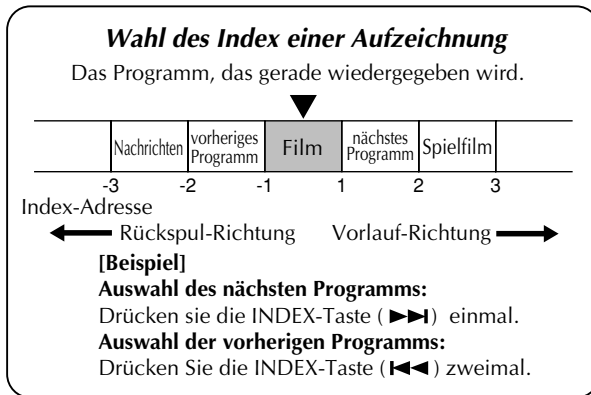 Wahl des Index einer Aufzeichnung
Das Programm, das gerade wiedergegeben wird.
Nachrichten
vorheriges
Programm
Film
nächstes
Programm
Spielfilm
-3 -2 -1 1 2 3
Index-Adresse
Rückspul-Richtung Vorlauf-Richtung
[Beispiel]
Auswahl des nächsten Programms:
Drücken sie die INDEX-Taste (►►I) einmal.
Auswahl der vorherigen Programms:
Drücken Sie die INDEX-Taste (I◄◄) zweimal.